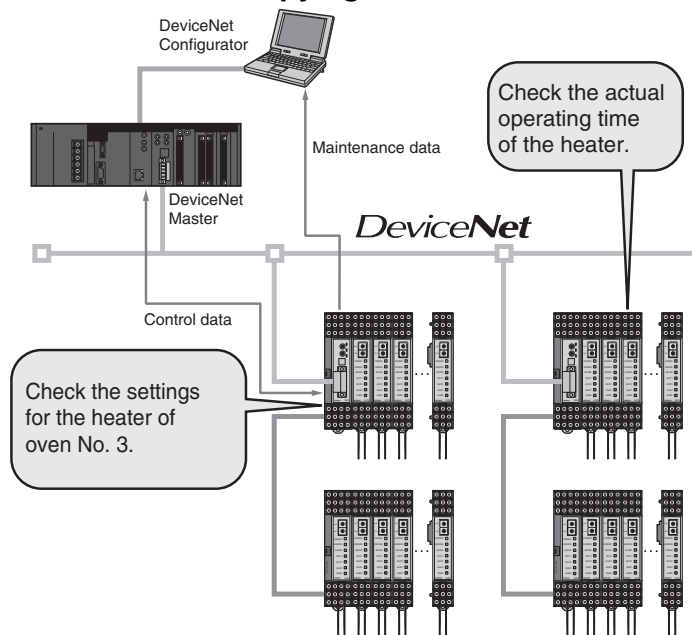 DeviceNet
Configurator
Check the actual
operating time
of the heater.
Maintenance data
DeviceNet
Master
DeviceNet
Control data
Check the settings
for the heater of
oven No. 3.